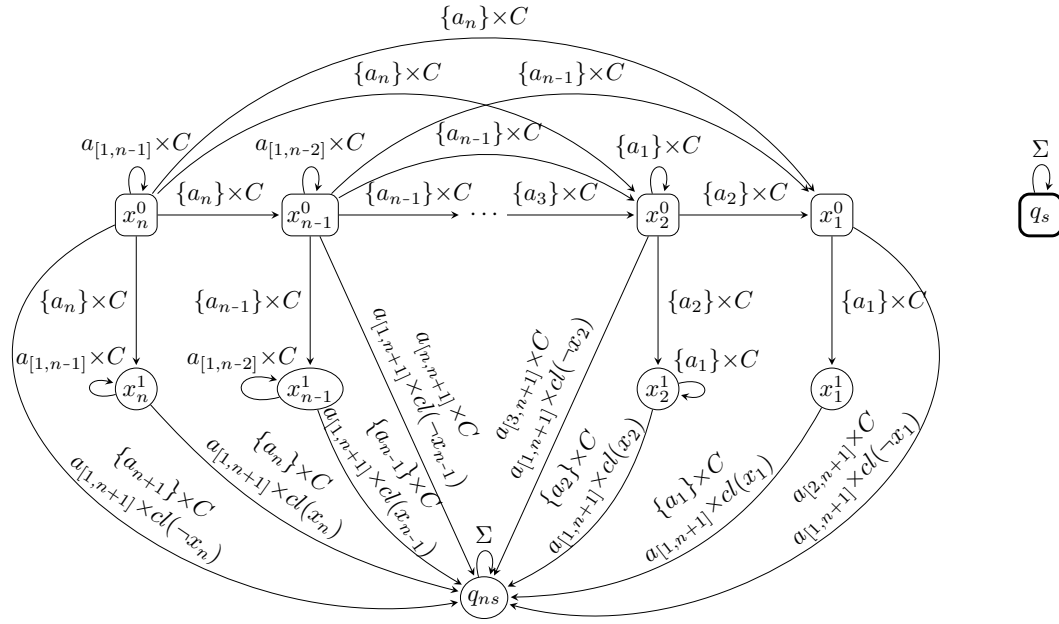 {a_n}×C
{a_n}×C
{a_{n-1}}×C
a_{[1,n-1]}×C
a_{[1,n-2]}×C
{a_{n-1}}×C
{a_1}×C
Σ
x_n^0
{a_n}×C
x_{n-1}^0
{a_{n-1}}×C
···
{a_3}×C
x_2^0
{a_2}×C
x_1^0
q_s
{a_n}×C
{a_{n-1}}×C
{a_2}×C
{a_1}×C
a_{[n,n+1]}×C
a_{[1,n+1]}×cl(¬x_{n-1})
a_{[3,n+1]}×C
a_{[1,n+1]}×cl(¬x_2)
a_{[1,n-1]}×C
a_{[1,n-2]}×C
{a_1}×C
x_n^1
x_{n-1}^1
x_2^1
x_1^1
{a_{n+1}}×C
a_{[1,n+1]}×cl(¬x_n)
{a_n}×C
a_{[1,n+1]}×cl(x_n)
{a_{n-1}}×C
a_{[1,n+1]}×cl(x_{n-1})
{a_2}×C
a_{[1,n+1]}×cl(x_2)
{a_1}×C
a_{[1,n+1]}×cl(x_1)
a_{[2,n+1]}×C
a_{[1,n+1]}×cl(¬x_1)
Σ
q_{ns}